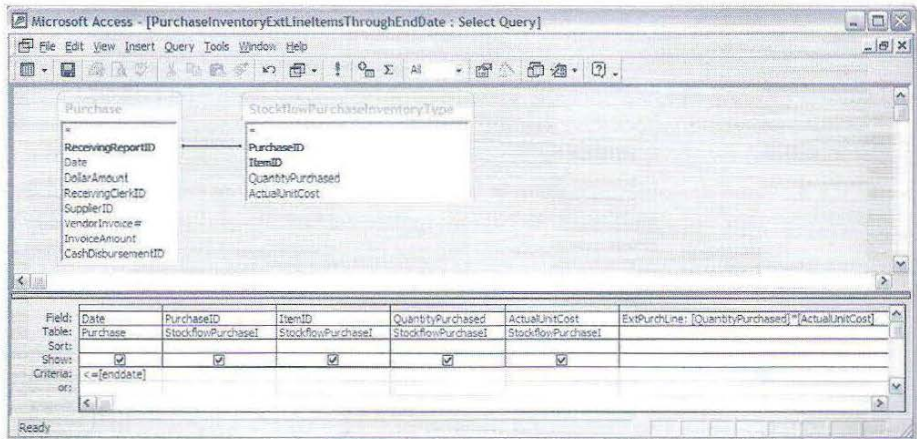 Microsoft Access - [PurchaseInventoryExtLineItemsThroughEndDate : Select Query]
File Edit View Insert Query Tools Window Help
All
Purchase
*
ReceivingReportID
Date
DollarAmount
ReceivingClerkID
SupplierID
VendorInvoice#
InvoiceAmount
CashDisbursementID
StockflowPurchaseInventoryType
*
PurchaseID
ItemID
QuantityPurchased
ActualUnitCost
Field: Date PurchaseID ItemID QuantityPurchased ActualUnitCost ExtPurchLine: [QuantityPurchased]*[ActualUnitCost]
Table: Purchase StockflowPurchaseI StockflowPurchaseI StockflowPurchaseI StockflowPurchaseI
Sort:
Show:
Criteria: <=[enddate]
or:
Ready